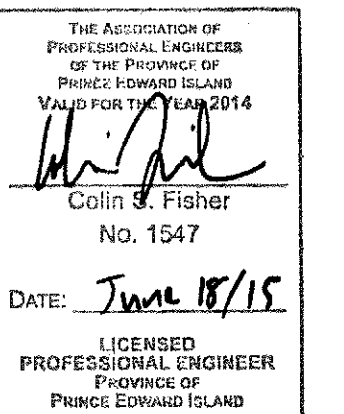 THE ASSOCIATION OF
PROFESSIONAL ENGINEERS
OF THE PROVINCE OF
PRINCE EDWARD ISLAND
VALID FOR THE YEAR 2014
Colin S. Fisher
No. 1547
DATE: June 18/15
LICENSED
PROFESSIONAL ENGINEER
PROVINCE OF
PRINCE EDWARD ISLAND